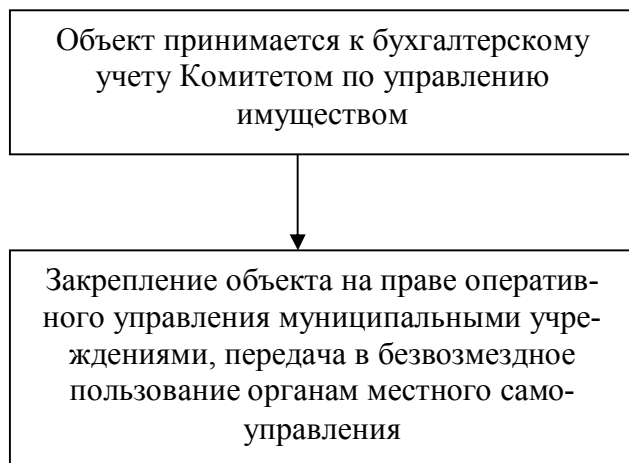 Объект принимается к бухгалтерскому
учету Комитетом по управлению
имуществом
Закрепление объекта на праве оператив-
ного управления муниципальными учре-
ждениями, передача в безвозмездное
пользование органам местного само-
управления